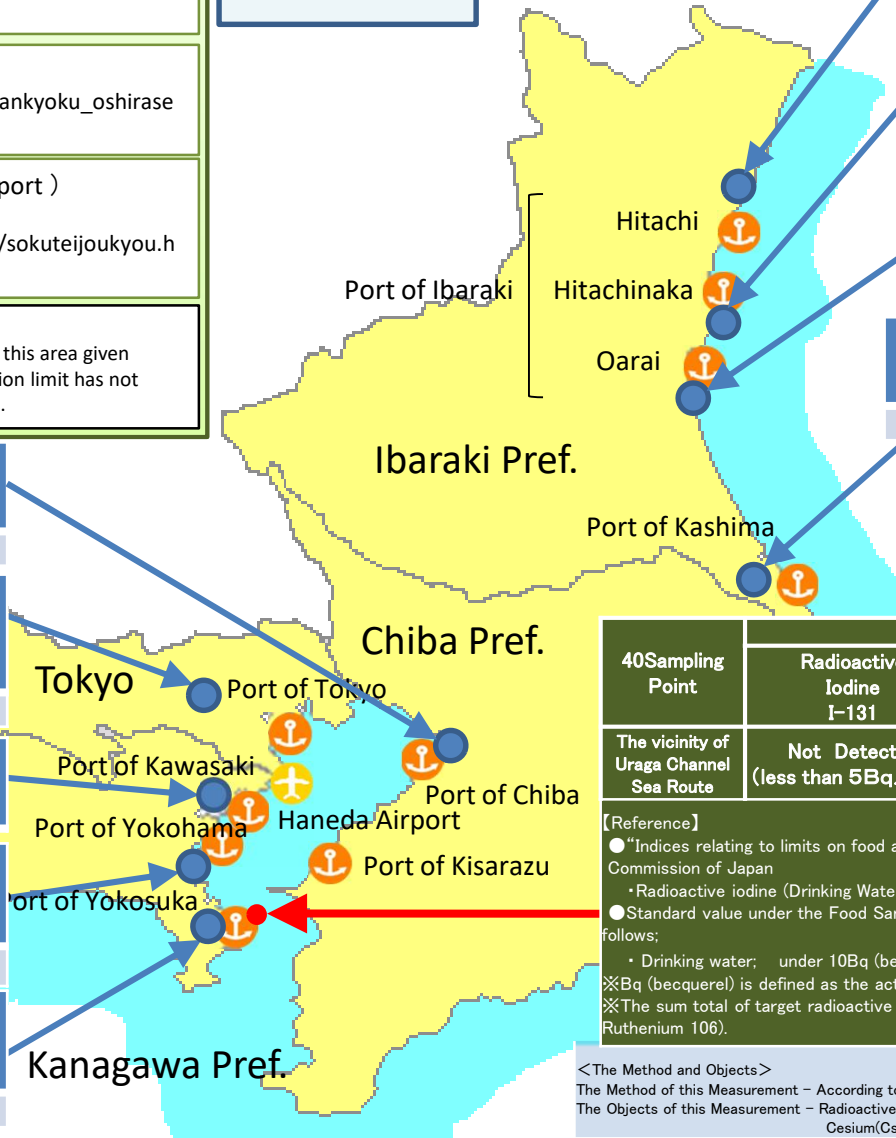 ankyoku_oshirase
port ）
/sokuteijoukyou.h
this area given
ion limit has not
.
Hitachi
Port of Ibaraki
Hitachinaka
Oarai
Ibaraki Pref.
Port of Kashima
Chiba Pref.
Tokyo
Port of Tokyo
Port of Kawasaki
Port of Chiba
Port of Yokohama
Haneda Airport
Port of Kisarazu
ort of Yokosuka
Kanagawa Pref.
40Sampling
Point
Radioactive
Iodine
I-131
The vicinity of
Uraga Channel
Sea Route
Not Detect
(less than 5Bq
【Reference】
●“Indices relating to limits on food a
Commission of Japan
・Radioactive iodine (Drinking Wate
●Standard value under the Food San
follows;
・Drinking water; under 10Bq (be
※Bq (becquerel) is defined as the act
※The sum total of target radioactive
Ruthenium 106).
＜The Method and Objects＞
The Method of this Measurement - According to
The Objects of this Measurement - Radioactive
Cesium(Cs